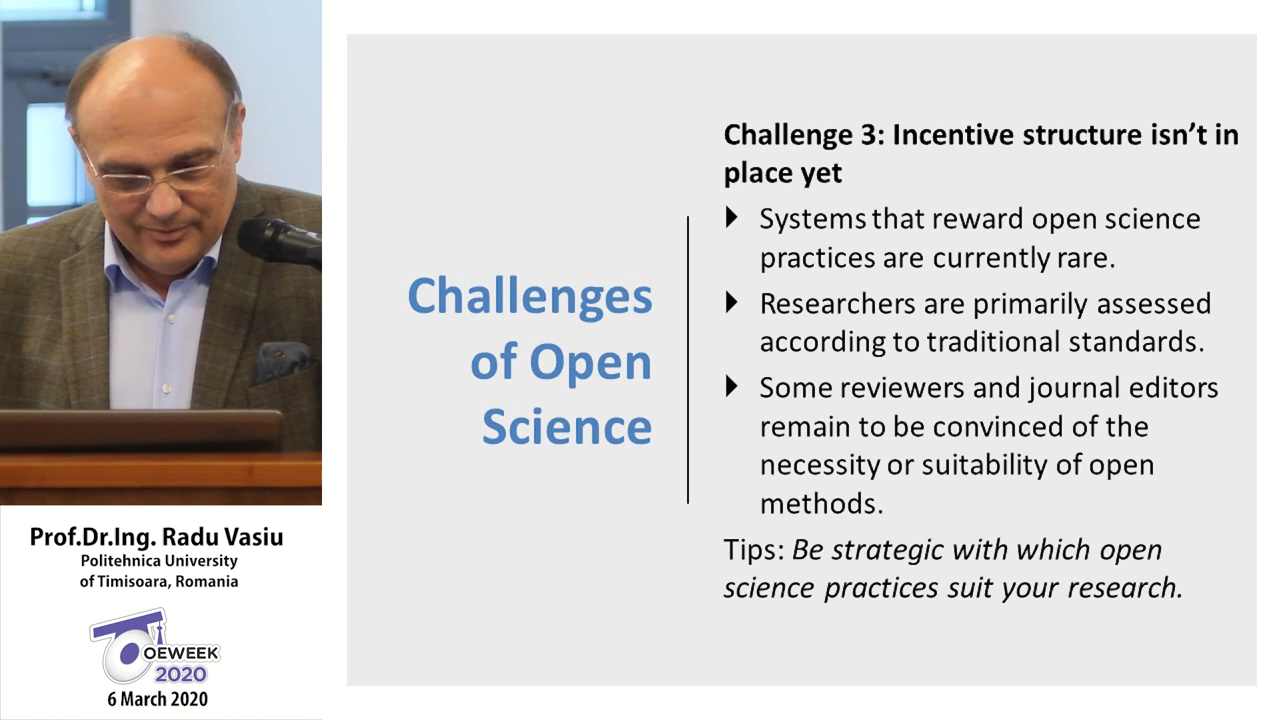 Challenges
of Open
Science
Challenge 3: Incentive structure isn’t in
place yet
Systems that reward open science
practices are currently rare.
Researchers are primarily assessed
according to traditional standards.
Some reviewers and journal editors
remain to be convinced of the
necessity or suitability of open
methods.
Tips: Be strategic with which open
science practices suit your research.
Prof.Dr.Ing. Radu Vasiu
Politehnica University
of Timisoara, Romania
OEWEEK
2020
6 March 2020